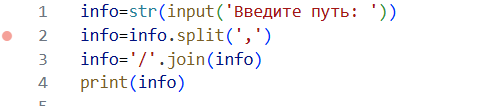 1 info=str(input('Введите путь: '))
2 info=info.split(',')
3 info='/'.join(info)
4 print(info)